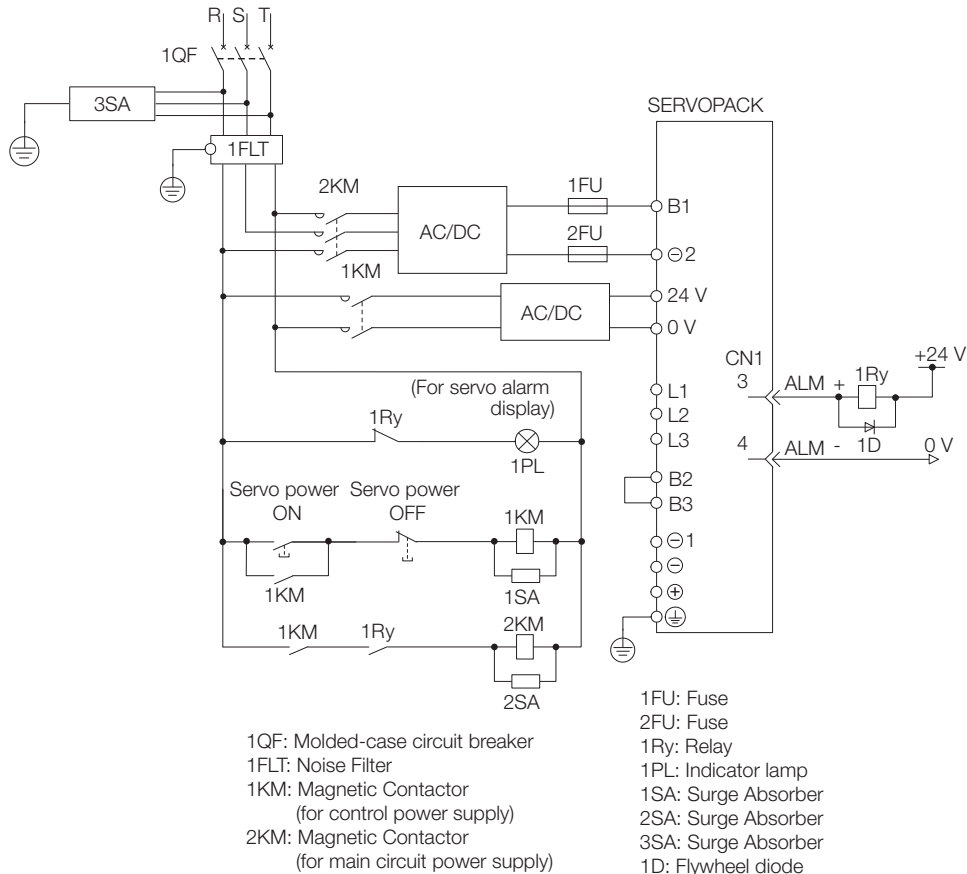 R S T
1QF
3SA
SERVOPACK
1FLT
2KM
1FU
B1
AC/DC
2FU
⊖2
1KM
24 V
AC/DC
0 V
CN1
+24 V
(For servo alarm
display)
L1
3
ALM +
1Ry
1Ry
L2
L3
4
ALM -
1D
0 V
1PL
B2
B3
Servo power
ON
Servo power
OFF
1KM
⊖1
1KM
1SA
⊖
⊕
1KM
1Ry
2KM
2SA
1QF: Molded-case circuit breaker
1FLT: Noise Filter
1KM: Magnetic Contactor
(for control power supply)
2KM: Magnetic Contactor
(for main circuit power supply)
1FU: Fuse
2FU: Fuse
1Ry: Relay
1PL: Indicator lamp
1SA: Surge Absorber
2SA: Surge Absorber
3SA: Surge Absorber
1D: Flywheel diode